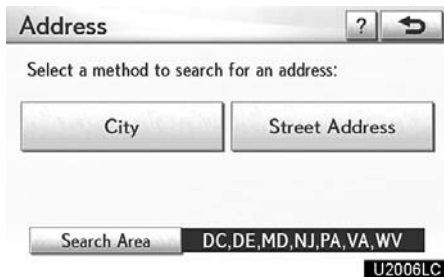 Address ?
Select a method to search for an address:
City Street Address
Search Area DC,DE,MD,NJ,PA,VA,WV
U2006LC